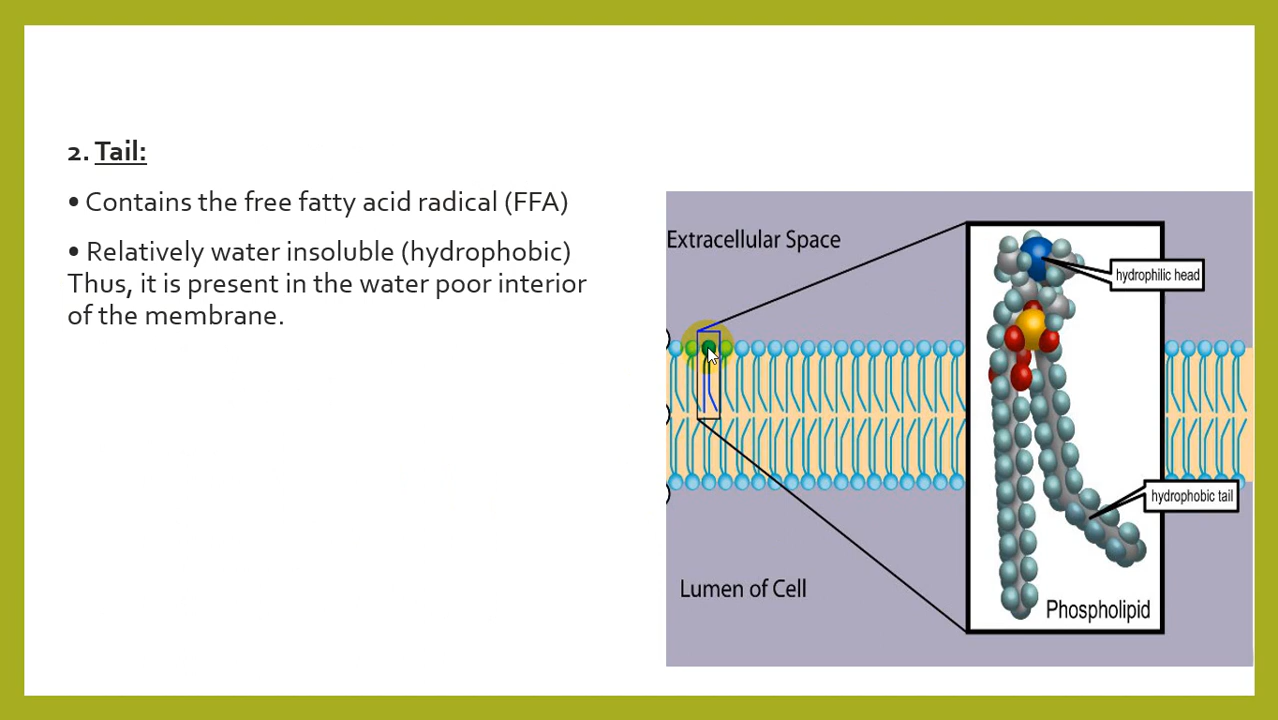 2. Tail:
• Contains the free fatty acid radical (FFA)
• Relatively water insoluble (hydrophobic)
Thus, it is present in the water poor interior
of the membrane.
Extracellular Space
hydrophilic head
hydrophobic tail
Lumen of Cell
Phospholipid